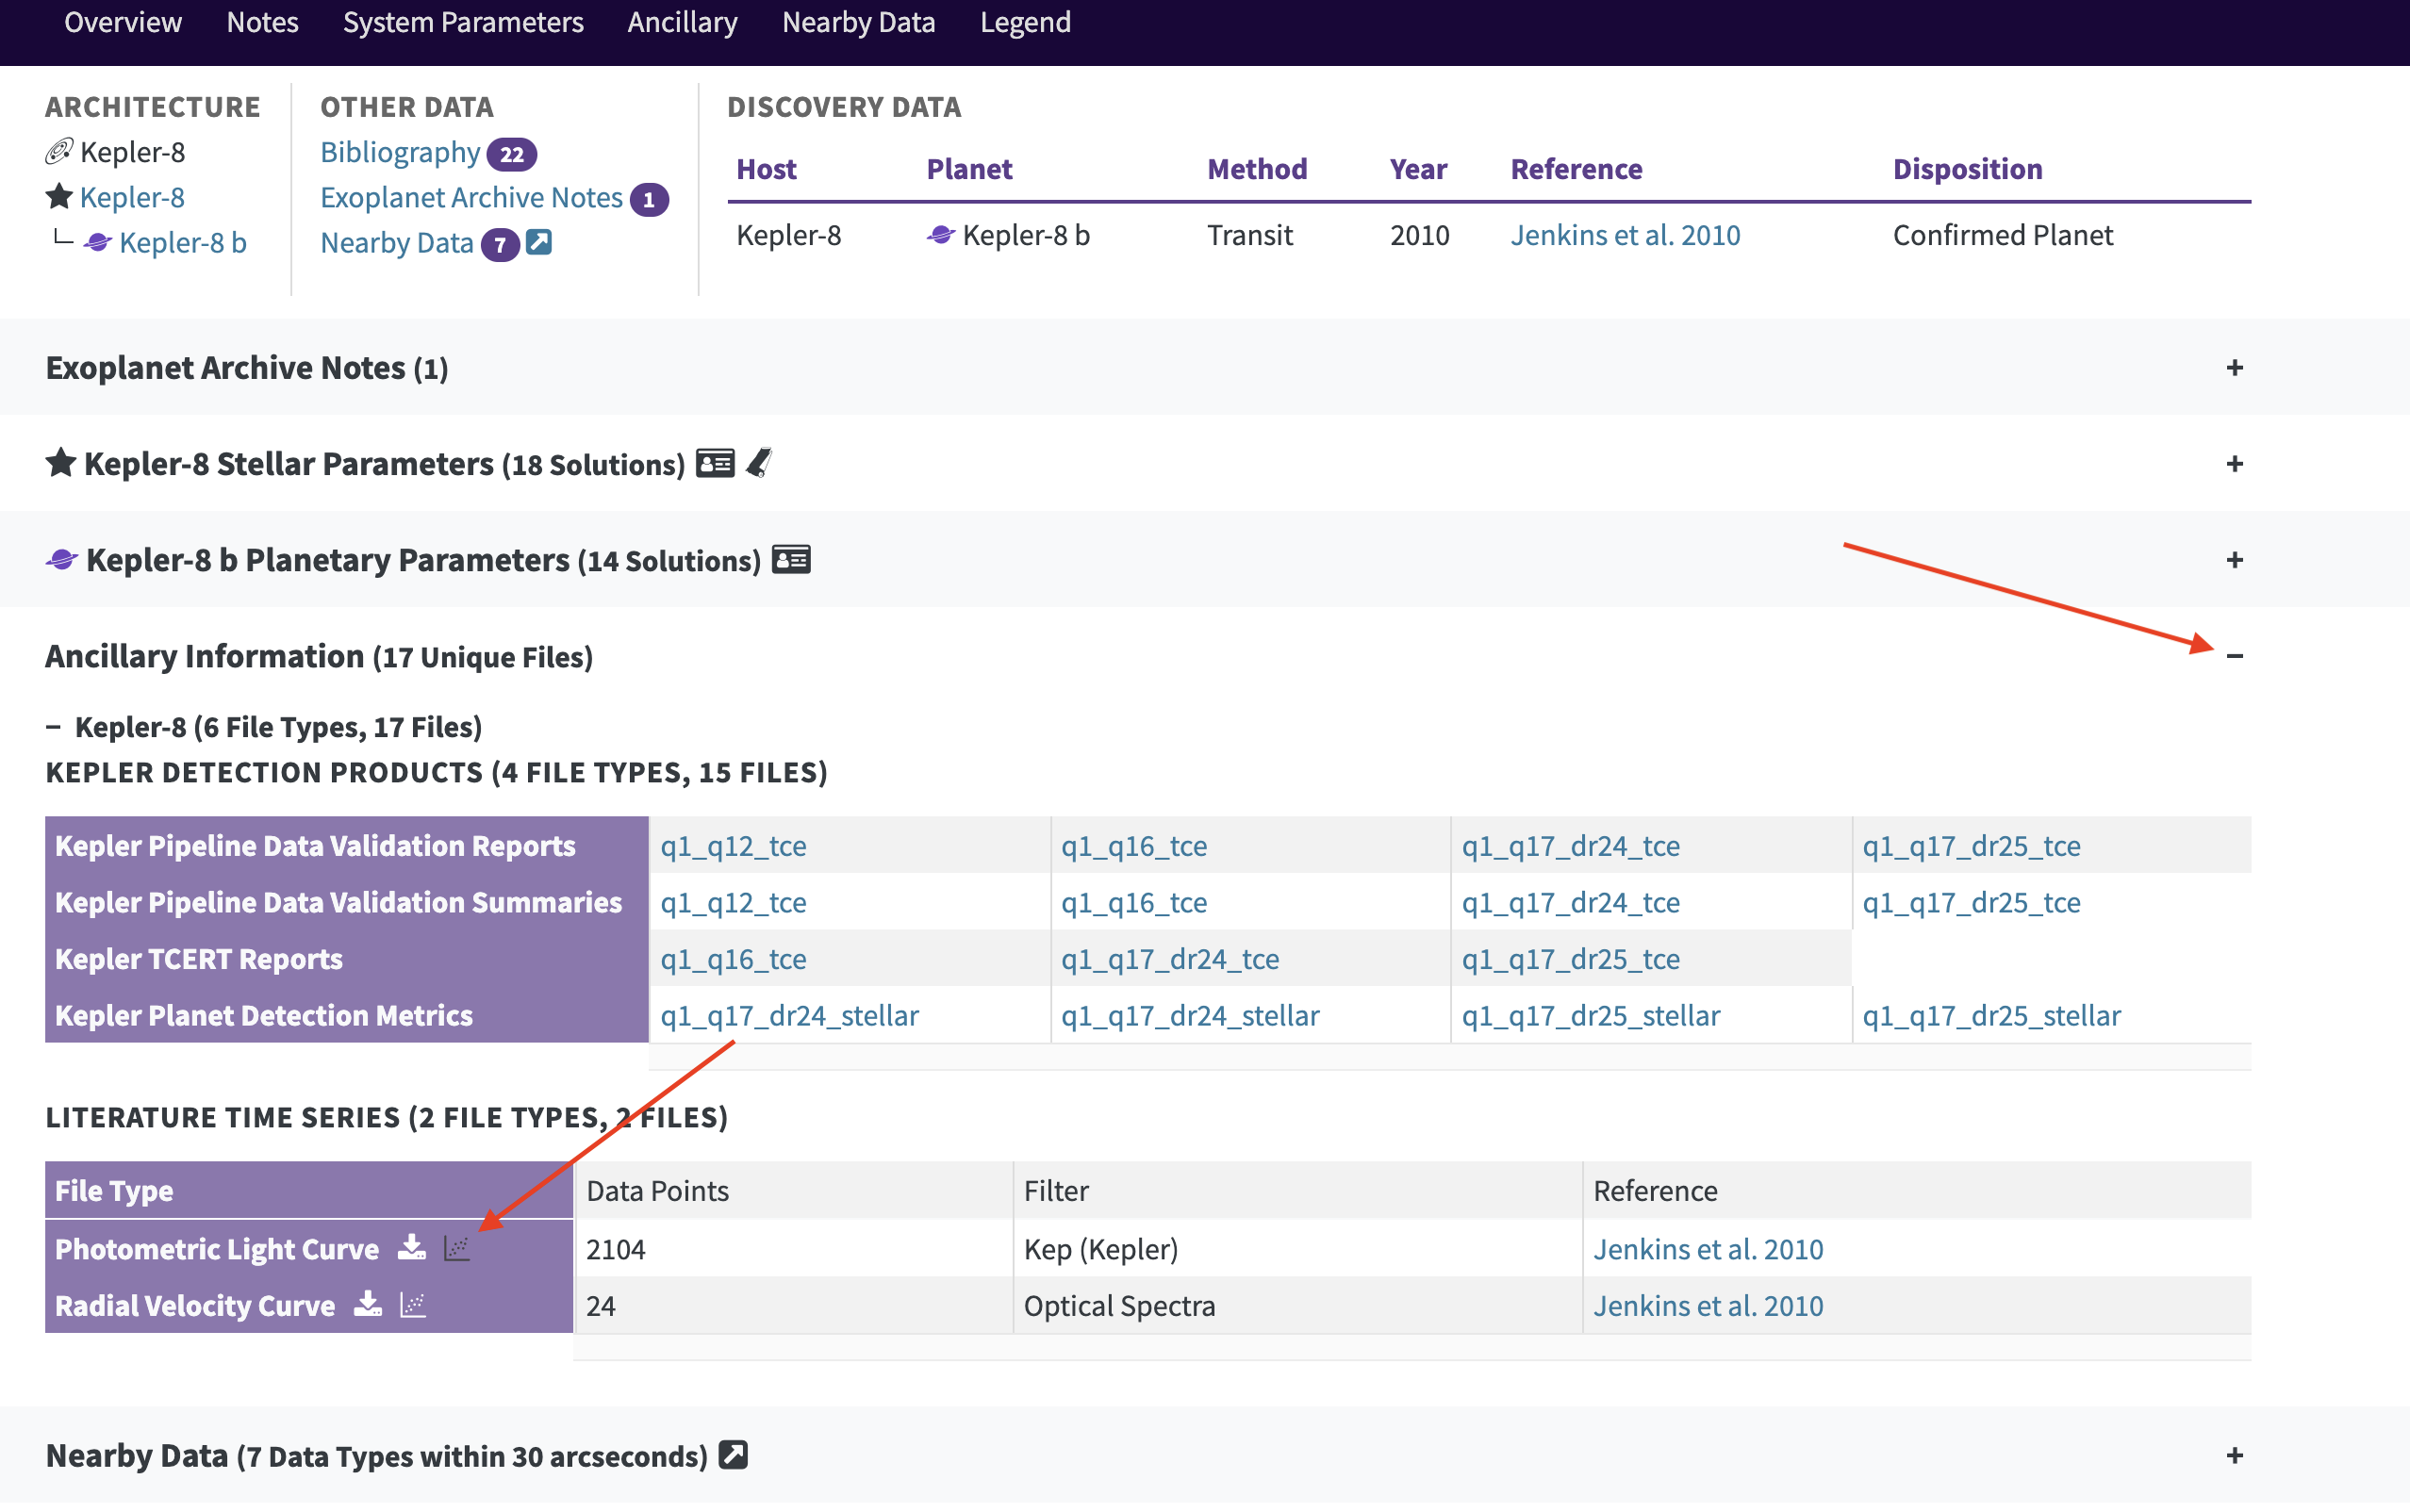 Overview Notes System Parameters Ancillary Nearby Data Legend
ARCHITECTURE
Kepler-8
Kepler-8
Kepler-8 b
OTHER DATA
Bibliography 22
Exoplanet Archive Notes 1
Nearby Data 7
DISCOVERY DATA
Host Planet Method Year Reference Disposition
Kepler-8 Kepler-8 b Transit 2010 Jenkins et al. 2010 Confirmed Planet
Exoplanet Archive Notes (1) +
Kepler-8 Stellar Parameters (18 Solutions) +
Kepler-8 b Planetary Parameters (14 Solutions) +
Ancillary Information (17 Unique Files) −
− Kepler-8 (6 File Types, 17 Files)
KEPLER DETECTION PRODUCTS (4 FILE TYPES, 15 FILES)
Kepler Pipeline Data Validation Reports q1_q12_tce q1_q16_tce q1_q17_dr24_tce q1_q17_dr25_tce
Kepler Pipeline Data Validation Summaries q1_q12_tce q1_q16_tce q1_q17_dr24_tce q1_q17_dr25_tce
Kepler TCERT Reports q1_q16_tce q1_q17_dr24_tce q1_q17_dr25_tce
Kepler Planet Detection Metrics q1_q17_dr24_stellar q1_q17_dr24_stellar q1_q17_dr25_stellar q1_q17_dr25_stellar
LITERATURE TIME SERIES (2 FILE TYPES, 2 FILES)
File Type Data Points Filter Reference
Photometric Light Curve 2104 Kep (Kepler) Jenkins et al. 2010
Radial Velocity Curve 24 Optical Spectra Jenkins et al. 2010
Nearby Data (7 Data Types within 30 arcseconds) +